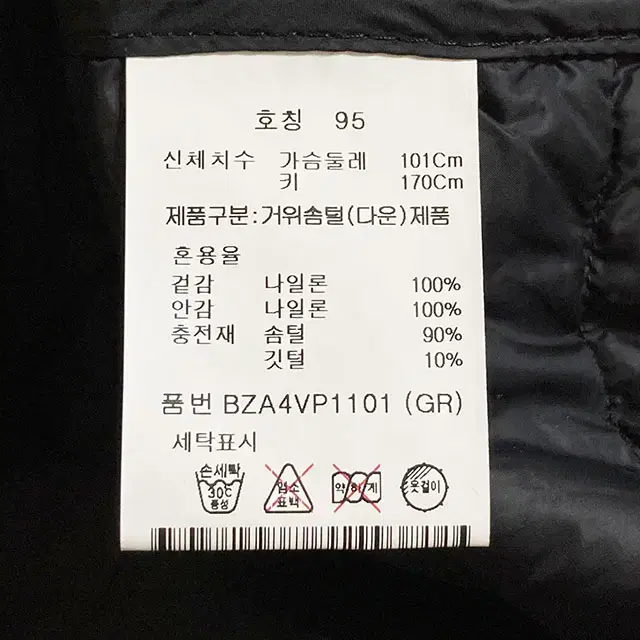 호칭 95
신체치수 가슴둘레 101Cm
키 170Cm
제품구분:거위솜털(다운)제품
혼용율
겉감 나일론 100%
안감 나일론 100%
충전재 솜털 90%
깃털 10%
품번 BZA4VP1101 (GR)
세탁표시
손세탁 30℃ 중성
염소 표백
약하게
옷걸이